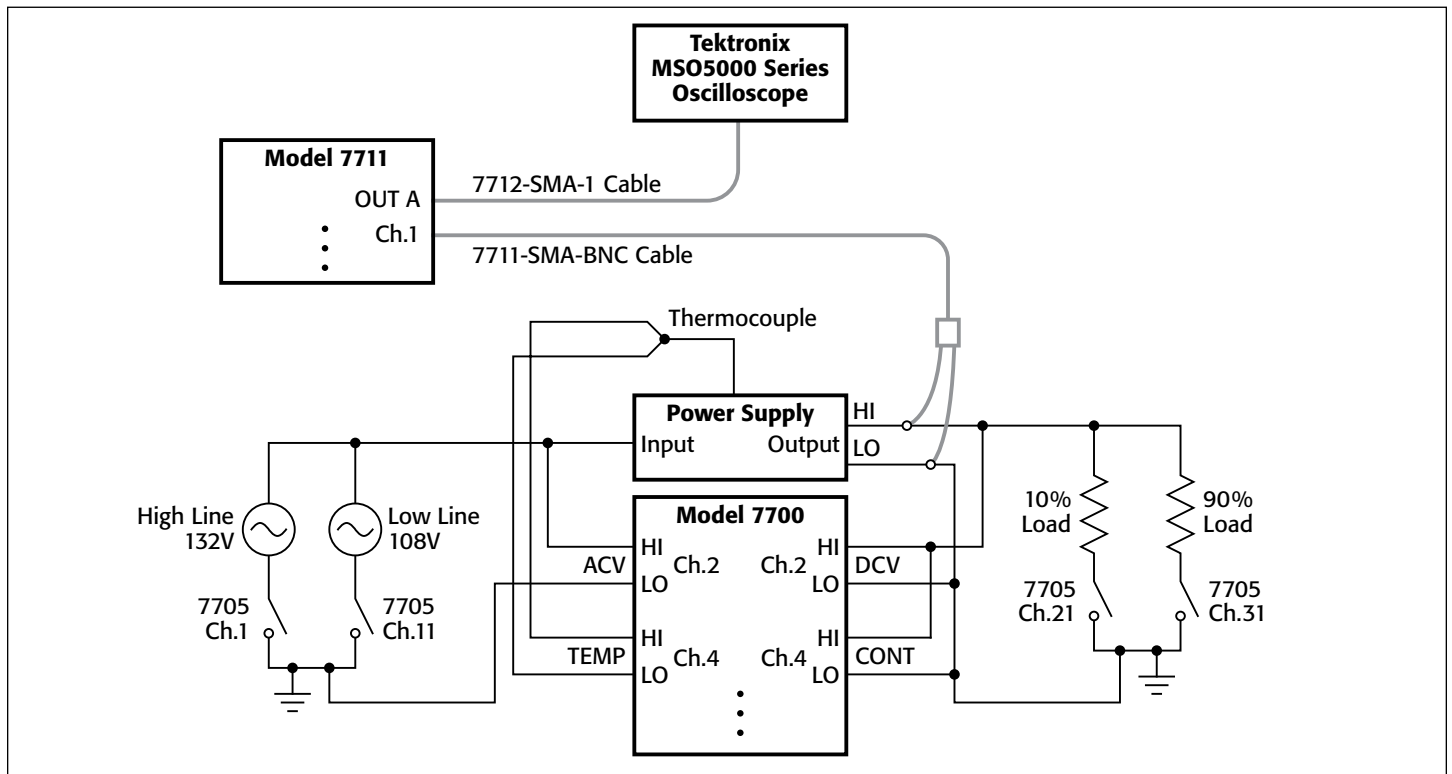 Tektronix
MSO5000 Series
Oscilloscope
Model 7711
OUT A
Ch.1
7712-SMA-1 Cable
7711-SMA-BNC Cable
Thermocouple
Power Supply
Input
Output
HI
LO
High Line
132V
Low Line
108V
7705
Ch.1
7705
Ch.11
Model 7700
ACV
HI
LO
Ch.2
Ch.2
HI
LO
DCV
TEMP
HI
LO
Ch.4
Ch.4
HI
LO
CONT
10%
Load
90%
Load
7705
Ch.21
7705
Ch.31